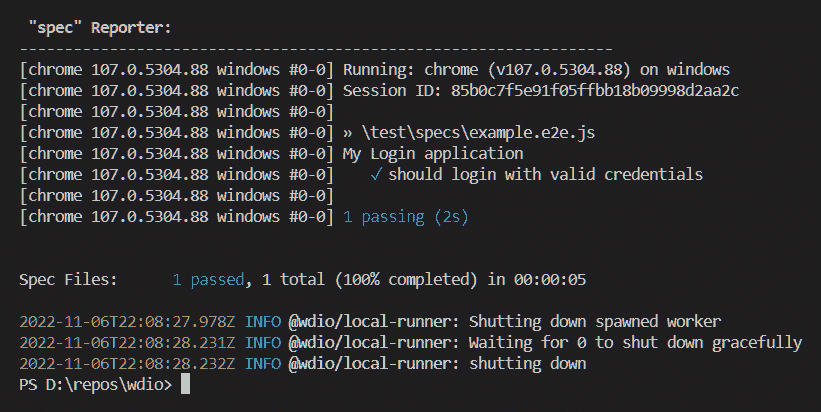 "spec" Reporter:
------------------------------------------------------------------
[chrome 107.0.5304.88 windows #0-0] Running: chrome (v107.0.5304.88) on windows
[chrome 107.0.5304.88 windows #0-0] Session ID: 85b0c7f5e91f05ffbb18b09998d2aa2c
[chrome 107.0.5304.88 windows #0-0]
[chrome 107.0.5304.88 windows #0-0] » \test\specs\example.e2e.js
[chrome 107.0.5304.88 windows #0-0] My Login application
[chrome 107.0.5304.88 windows #0-0]    ✓ should login with valid credentials
[chrome 107.0.5304.88 windows #0-0]
[chrome 107.0.5304.88 windows #0-0] 1 passing (2s)
Spec Files:      1 passed, 1 total (100% completed) in 00:00:05
2022-11-06T22:08:27.978Z INFO @wdio/local-runner: Shutting down spawned worker
2022-11-06T22:08:28.231Z INFO @wdio/local-runner: Waiting for 0 to shut down gracefully
2022-11-06T22:08:28.232Z INFO @wdio/local-runner: shutting down
PS D:\repos\wdio>